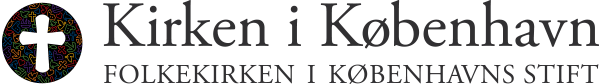 Kirken i København
FOLKEKIRKEN I KØBENHAVNS STIFT